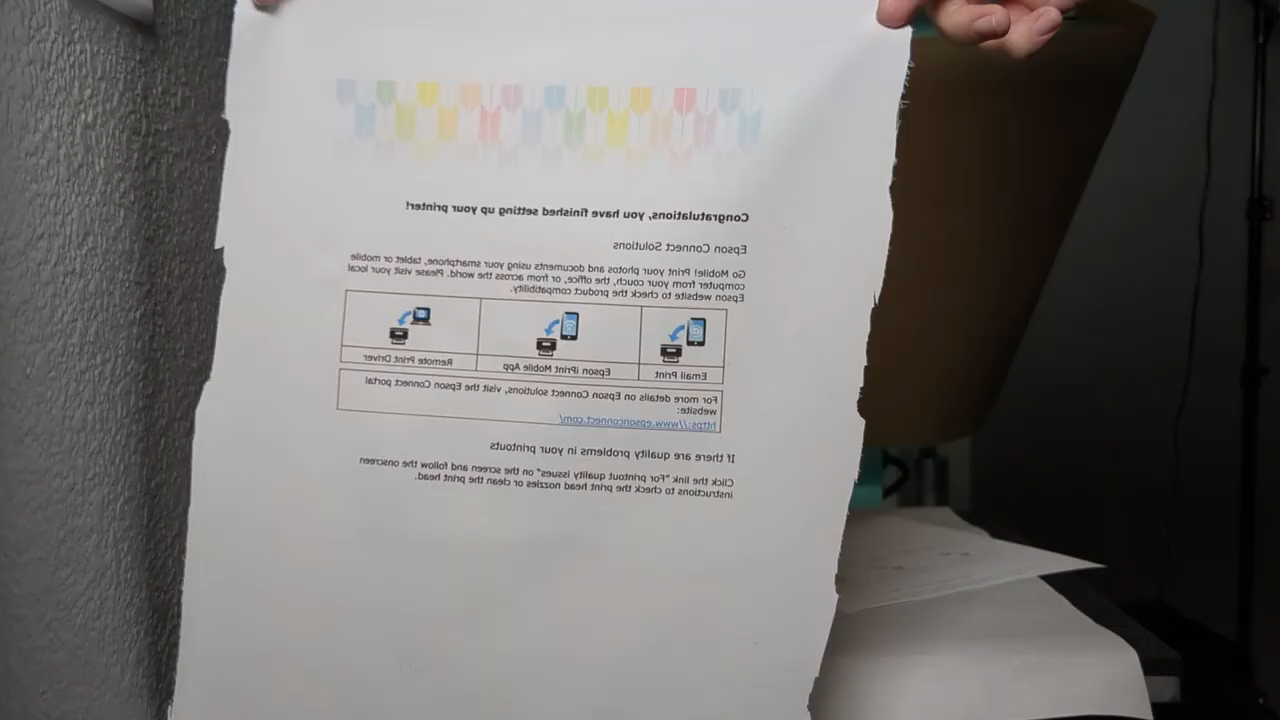 Congratulations, you have finished setting up your printer!
Epson Connect Solutions
Go Mobile! Print your photos and documents using your smartphone, tablet or mobile
computer from your couch, the office, or from across the world. Please visit your local
Epson website to check the product compatibility.
Email Print
Epson iPrint Mobile App
Remote Print Driver
For more details on Epson Connect solutions, visit the Epson Connect portal
website:
https://www.epsonconnect.com/
If there are quality problems in your printouts
Click the link "For printout quality issues" on the screen and follow the onscreen
instructions to check the print head nozzles or clean the print head.